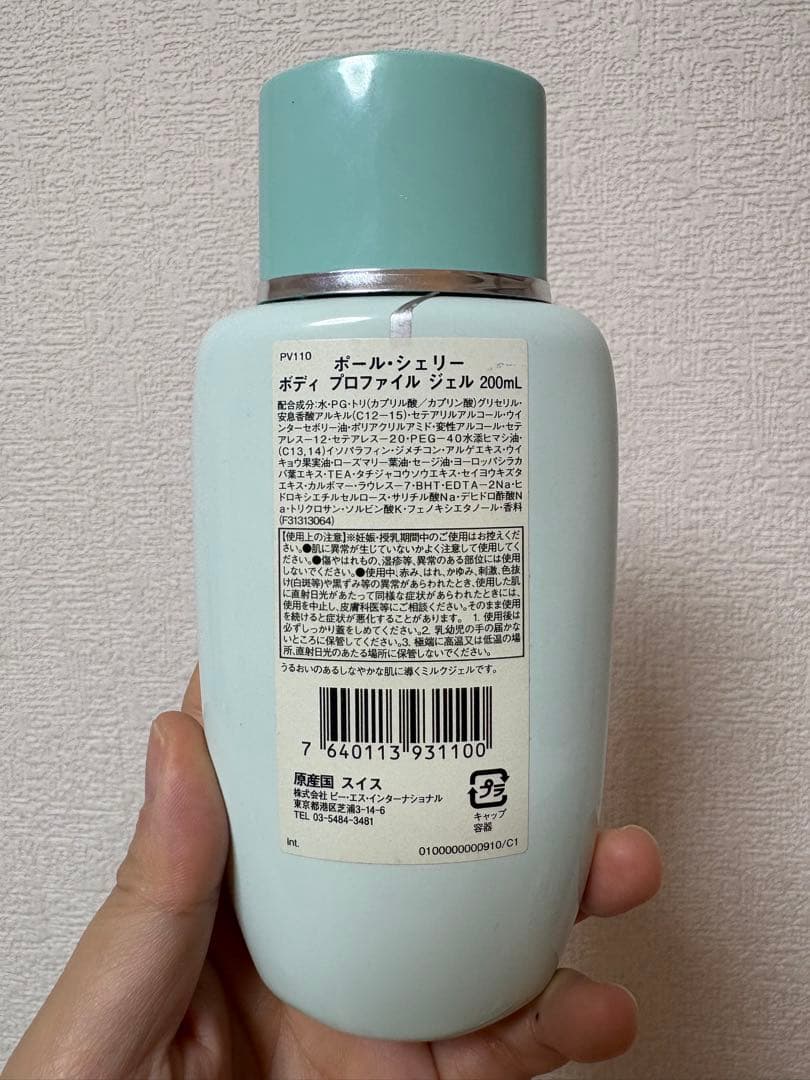 PV110
ポール・シェリー
ボディ プロファイル ジェル 200mL
配合成分:水・PG・トリ(カプリル酸/カプリン酸)グリセリル・
安息香酸アルキル(C12-15)・セテアリルアルコール・ウイ
ンターセボリー油・ポリアクリルアミド・変性アルコール・セテ
アレス-12・セテアレス-20・PEG-40水添ヒマシ油・
(C13,14)イソパラフィン・ジメチコン・アルゲエキス・ウイ
キョウ果実油・ローズマリー葉油・セージ油・ヨーロッパシラカ
バ葉エキス・TEA・タチジャコウソウエキス・セイヨウキズタ
エキス・カルボマー・ラウレス-7・BHT・EDTA-2Na・ヒ
ドロキシエチルセルロース・サリチル酸Na・デヒドロ酢酸N
a・トリクロサン・ソルビン酸K・フェノキシエタノール・香料
(F31313064)
【使用上の注意】※妊娠・授乳期間中のご使用はお控えくだ
さい。●肌に異常が生じていないかよく注意して使用してく
ださい。●傷やはれもの、湿疹等、異常のある部位には使用
しないでください。●使用中、赤み、はれ、かゆみ、刺激、色抜
け(白斑等)や黒ずみ等の異常があらわれたとき、使用した肌
に直射日光があたって同様な症状があらわれたときには、
使用を中止し、皮膚科医等にご相談ください。そのまま使用
を続けると症状が悪化することがあります。 1. 使用後は
必ずしっかり蓋をしめてください。2. 乳幼児の手の届かな
いところに保管してください。3. 極端に高温又は低温の場
所、直射日光のあたる場所に保管しないでください。
うるおいのあるしなやかな肌に導くミルクジェルです。
7 640113 931100
原産国 スイス
株式会社 ピー・エス・インターナショナル
東京都港区芝浦3-14-6
TEL 03-5484-3481
プラ
キャップ
容器
Int.
0100000000910/C1